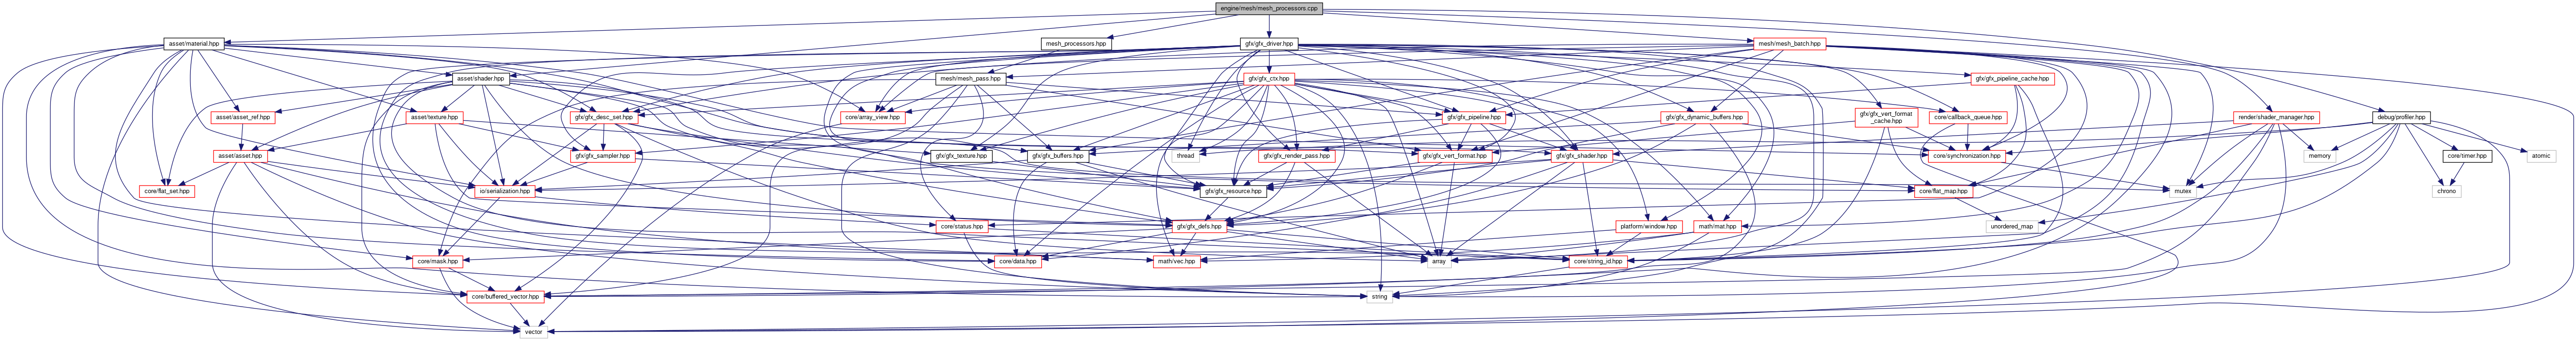 engine/mesh/mesh_processors.cpp
asset/material.hpp
mesh_processors.hpp
gfx/gfx_driver.hpp
mesh/mesh_batch.hpp
asset/shader.hpp
mesh/mesh_pass.hpp
gfx/gfx_ctx.hpp
gfx/gfx_pipeline_cache.hpp
asset/asset_ref.hpp
asset/texture.hpp
gfx/gfx_desc_set.hpp
core/array_view.hpp
gfx/gfx_pipeline.hpp
gfx/gfx_dynamic_buffers.hpp
gfx/gfx_vert_format
_cache.hpp
core/callback_queue.hpp
render/shader_manager.hpp
debug/profiler.hpp
asset/asset.hpp
gfx/gfx_sampler.hpp
gfx/gfx_texture.hpp
gfx/gfx_buffers.hpp
thread
gfx/gfx_render_pass.hpp
gfx/gfx_vert_format.hpp
gfx/gfx_shader.hpp
core/synchronization.hpp
memory
core/timer.hpp
atomic
core/flat_set.hpp
io/serialization.hpp
gfx/gfx_resource.hpp
core/flat_map.hpp
mutex
chrono
core/status.hpp
gfx/gfx_defs.hpp
platform/window.hpp
math/mat.hpp
unordered_map
core/mask.hpp
core/data.hpp
math/vec.hpp
array
core/string_id.hpp
core/buffered_vector.hpp
string
vector